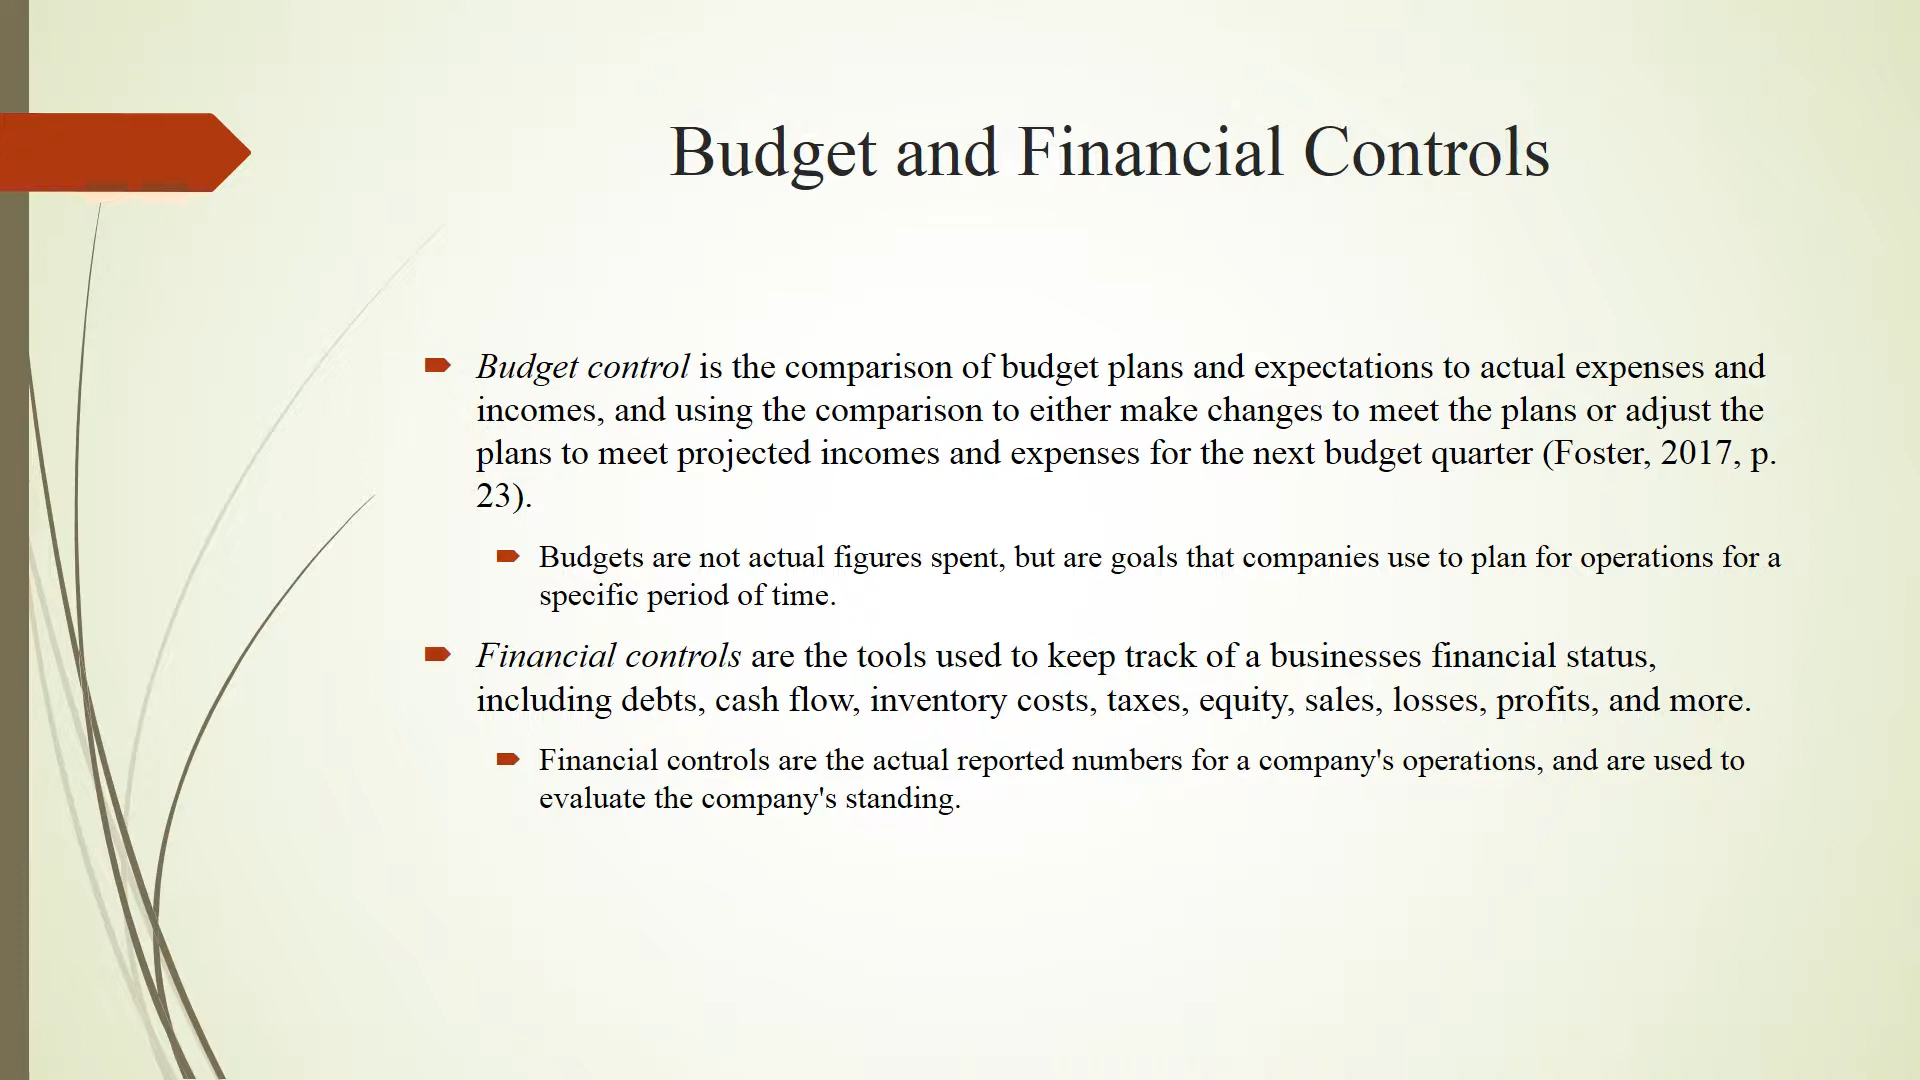 Budget and Financial Controls
Budget control is the comparison of budget plans and expectations to actual expenses and
incomes, and using the comparison to either make changes to meet the plans or adjust the
plans to meet projected incomes and expenses for the next budget quarter (Foster, 2017, p.
23).
Budgets are not actual figures spent, but are goals that companies use to plan for operations for a
specific period of time.
Financial controls are the tools used to keep track of a businesses financial status,
including debts, cash flow, inventory costs, taxes, equity, sales, losses, profits, and more.
Financial controls are the actual reported numbers for a company's operations, and are used to
evaluate the company's standing.